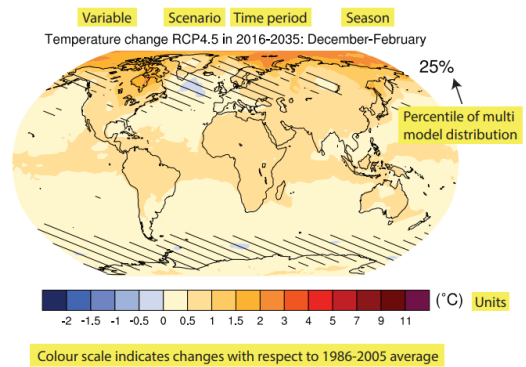 Variable Scenario Time period Season
Temperature change RCP4.5 in 2016-2035: December-February
25%
Percentile of multi
model distribution
(°C) Units
-2 -1.5 -1 -0.5 0 0.5 1 1.5 2 3 4 5 7 9 11
Colour scale indicates changes with respect to 1986-2005 average